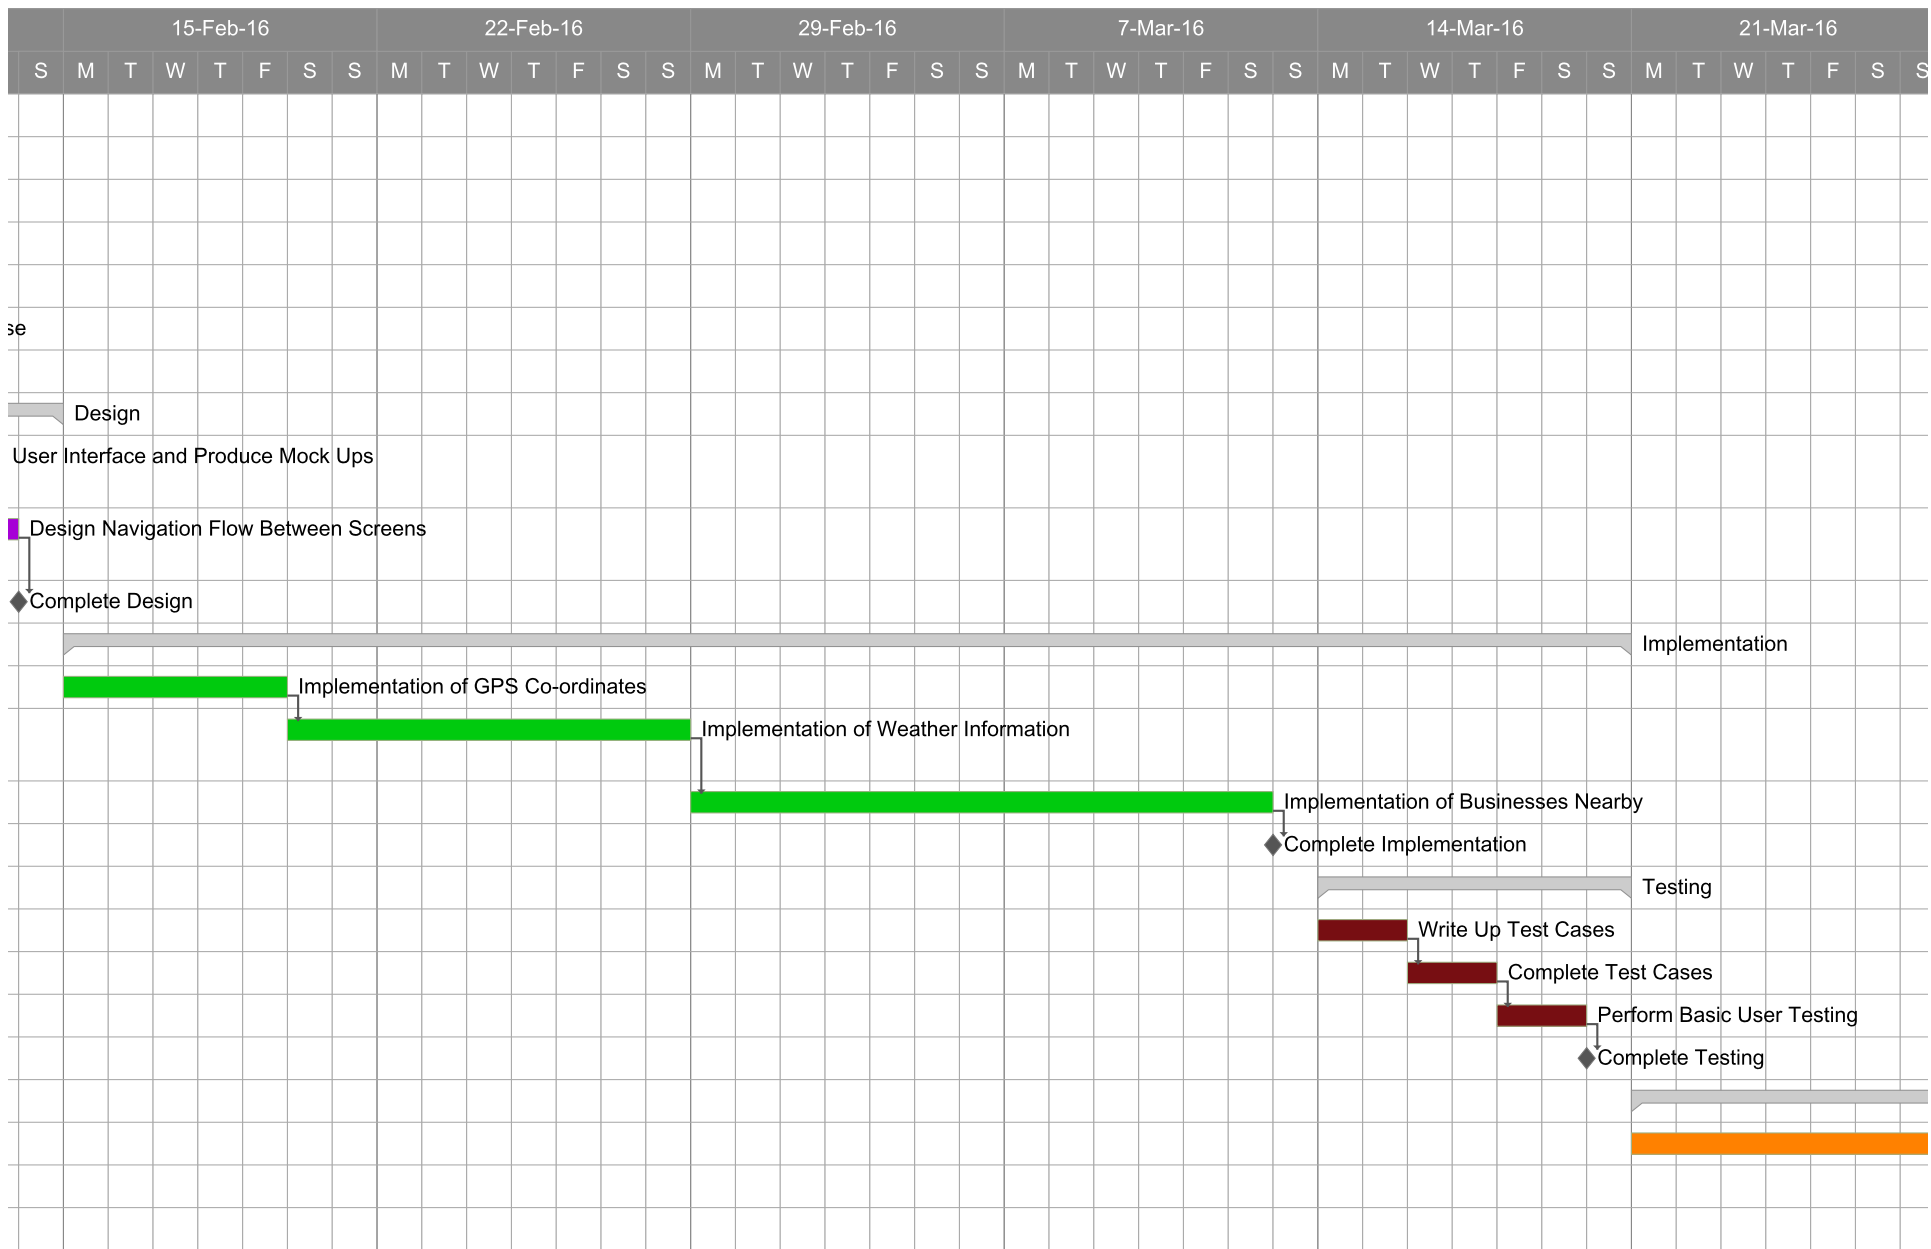 15-Feb-16 22-Feb-16 29-Feb-16 7-Mar-16 14-Mar-16 21-Mar-16
S M T W T F S S M T W T F S S M T W T F S S M T W T F S S M T W T F S S M T W T F S S
se
Design
User Interface and Produce Mock Ups
Design Navigation Flow Between Screens
Complete Design
Implementation
Implementation of GPS Co-ordinates
Implementation of Weather Information
Implementation of Businesses Nearby
Complete Implementation
Testing
Write Up Test Cases
Complete Test Cases
Perform Basic User Testing
Complete Testing